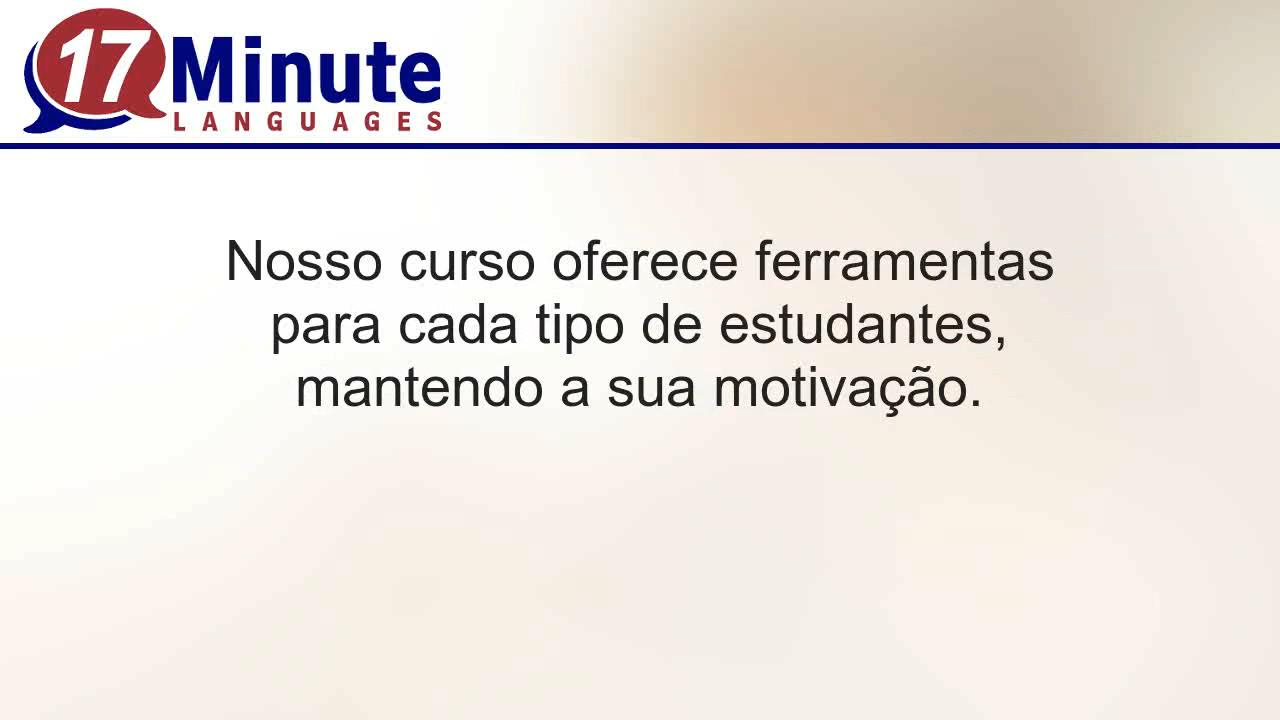 17 Minute
LANGUAGES
Nosso curso oferece ferramentas
para cada tipo de estudantes,
mantendo a sua motivação.